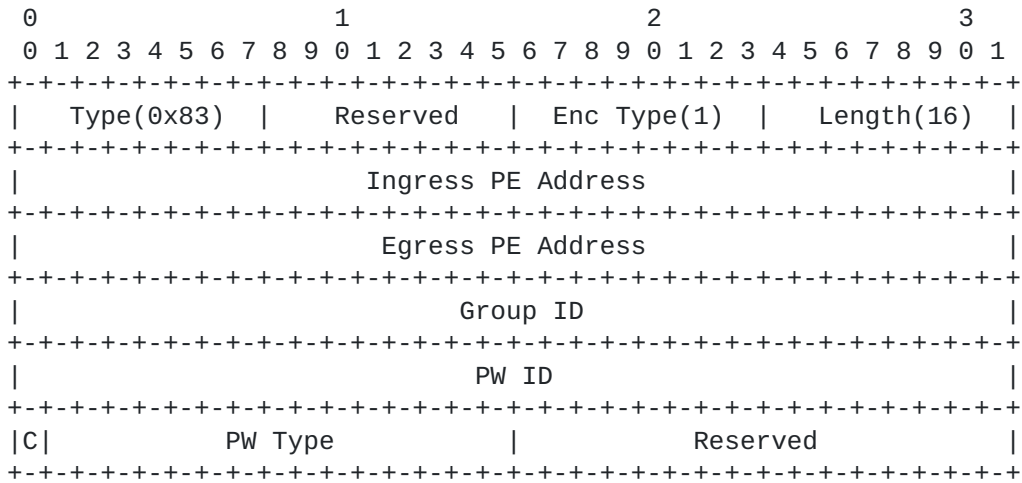 0                   1                   2                   3
 0 1 2 3 4 5 6 7 8 9 0 1 2 3 4 5 6 7 8 9 0 1 2 3 4 5 6 7 8 9 0 1
+-+-+-+-+-+-+-+-+-+-+-+-+-+-+-+-+-+-+-+-+-+-+-+-+-+-+-+-+-+-+-+-+
|   Type(0x83)  |    Reserved   |  Enc Type(1)  |   Length(16)  |
+-+-+-+-+-+-+-+-+-+-+-+-+-+-+-+-+-+-+-+-+-+-+-+-+-+-+-+-+-+-+-+-+
|                      Ingress PE Address                       |
+-+-+-+-+-+-+-+-+-+-+-+-+-+-+-+-+-+-+-+-+-+-+-+-+-+-+-+-+-+-+-+-+
|                       Egress PE Address                       |
+-+-+-+-+-+-+-+-+-+-+-+-+-+-+-+-+-+-+-+-+-+-+-+-+-+-+-+-+-+-+-+-+
|                            Group ID                           |
+-+-+-+-+-+-+-+-+-+-+-+-+-+-+-+-+-+-+-+-+-+-+-+-+-+-+-+-+-+-+-+-+
|                             PW ID                             |
+-+-+-+-+-+-+-+-+-+-+-+-+-+-+-+-+-+-+-+-+-+-+-+-+-+-+-+-+-+-+-+-+
|C|           PW Type           |           Reserved            |
+-+-+-+-+-+-+-+-+-+-+-+-+-+-+-+-+-+-+-+-+-+-+-+-+-+-+-+-+-+-+-+-+